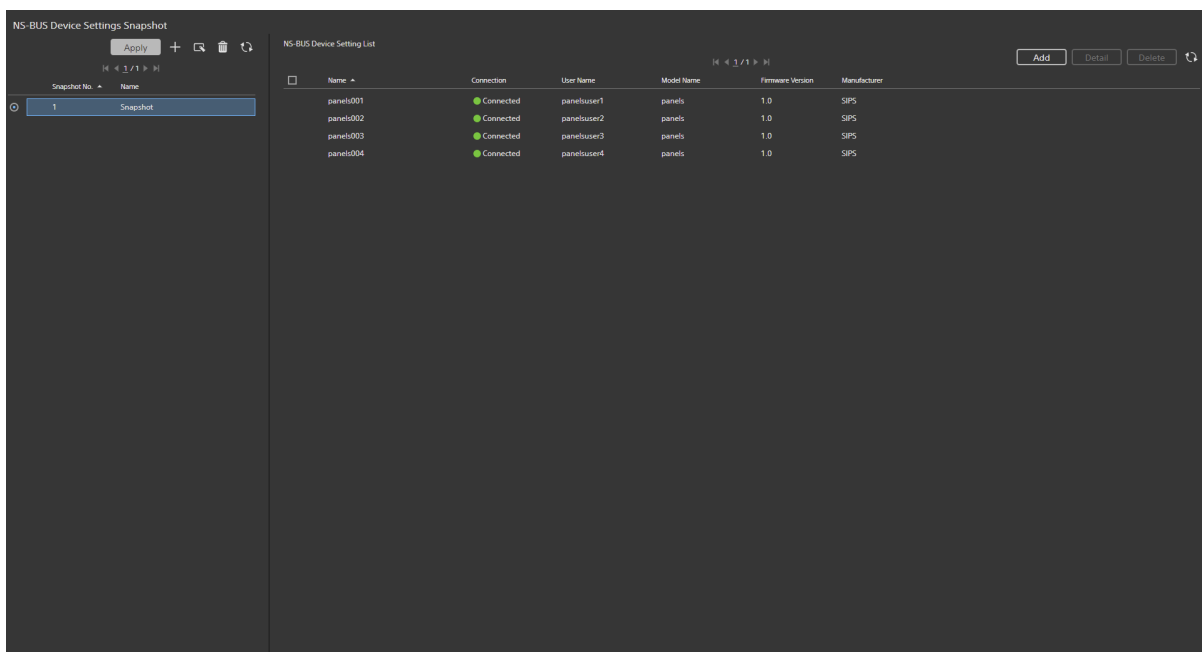 NS-BUS Device Settings Snapshot
Apply
1 / 1
Snapshot No. Name
1 Snapshot
NS-BUS Device Setting List
1 / 1
Add Detail Delete
Name Connection User Name Model Name Firmware Version Manufacturer
panels001 Connected panelsuser1 panels 1.0 SIPS
panels002 Connected panelsuser2 panels 1.0 SIPS
panels003 Connected panelsuser3 panels 1.0 SIPS
panels004 Connected panelsuser4 panels 1.0 SIPS